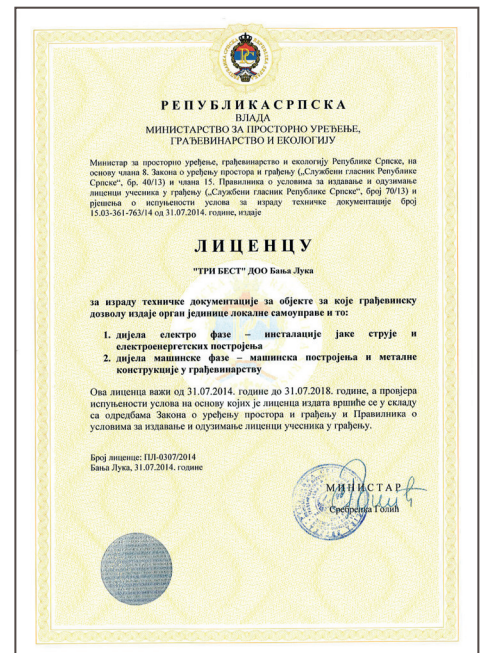 РЕПУБЛИКА СРПСКА
ВЛАДА
МИНИСТАРСТВО ЗА ПРОСТОРНО УРЕЂЕЊЕ,
ГРАЂЕВИНАРСТВО И ЕКОЛОГИЈУ
Министар за просторно уређење, грађевинарство и екологију Републике Српске, на
основу члана 8. Закона о уређењу простора и грађењу („Службени гласник Републике
Српске“, бр. 40/13) и члана 15. Правилника о условима за издавање и одузимање
лиценци учесника у грађењу („Службени гласник Републике Српске“, број 70/13) и
рјешења о испуњености услова за израду техничке документације број
15.03-361-763/14 од 31.07.2014. године, издаје
ЛИЦЕНЦУ
"ТРИ БЕСТ" ДОО Бања Лука
за израду техничке документације за објекте за које грађевинску
дозволу издаје орган јединице локалне самоуправе и то:
1. дијела електро фазе – инсталације јаке струје и
електроенергетских постројења
2. дијела машинске фазе – машинска постројења и металне
конструкције у грађевинарству
Ова лиценца важи од 31.07.2014. године до 31.07.2018. године, а провјера
испуњености услова на основу којих је лиценца издата вршиће се у складу
са одредбама Закона о уређењу простора и грађењу и Правилника о
условима за издавање и одузимање лиценци учесника у грађењу.
Број лиценце: ПЛ-0307/2014
Бања Лука, 31.07.2014. године
МИНИСТАР
Сребренка Голић